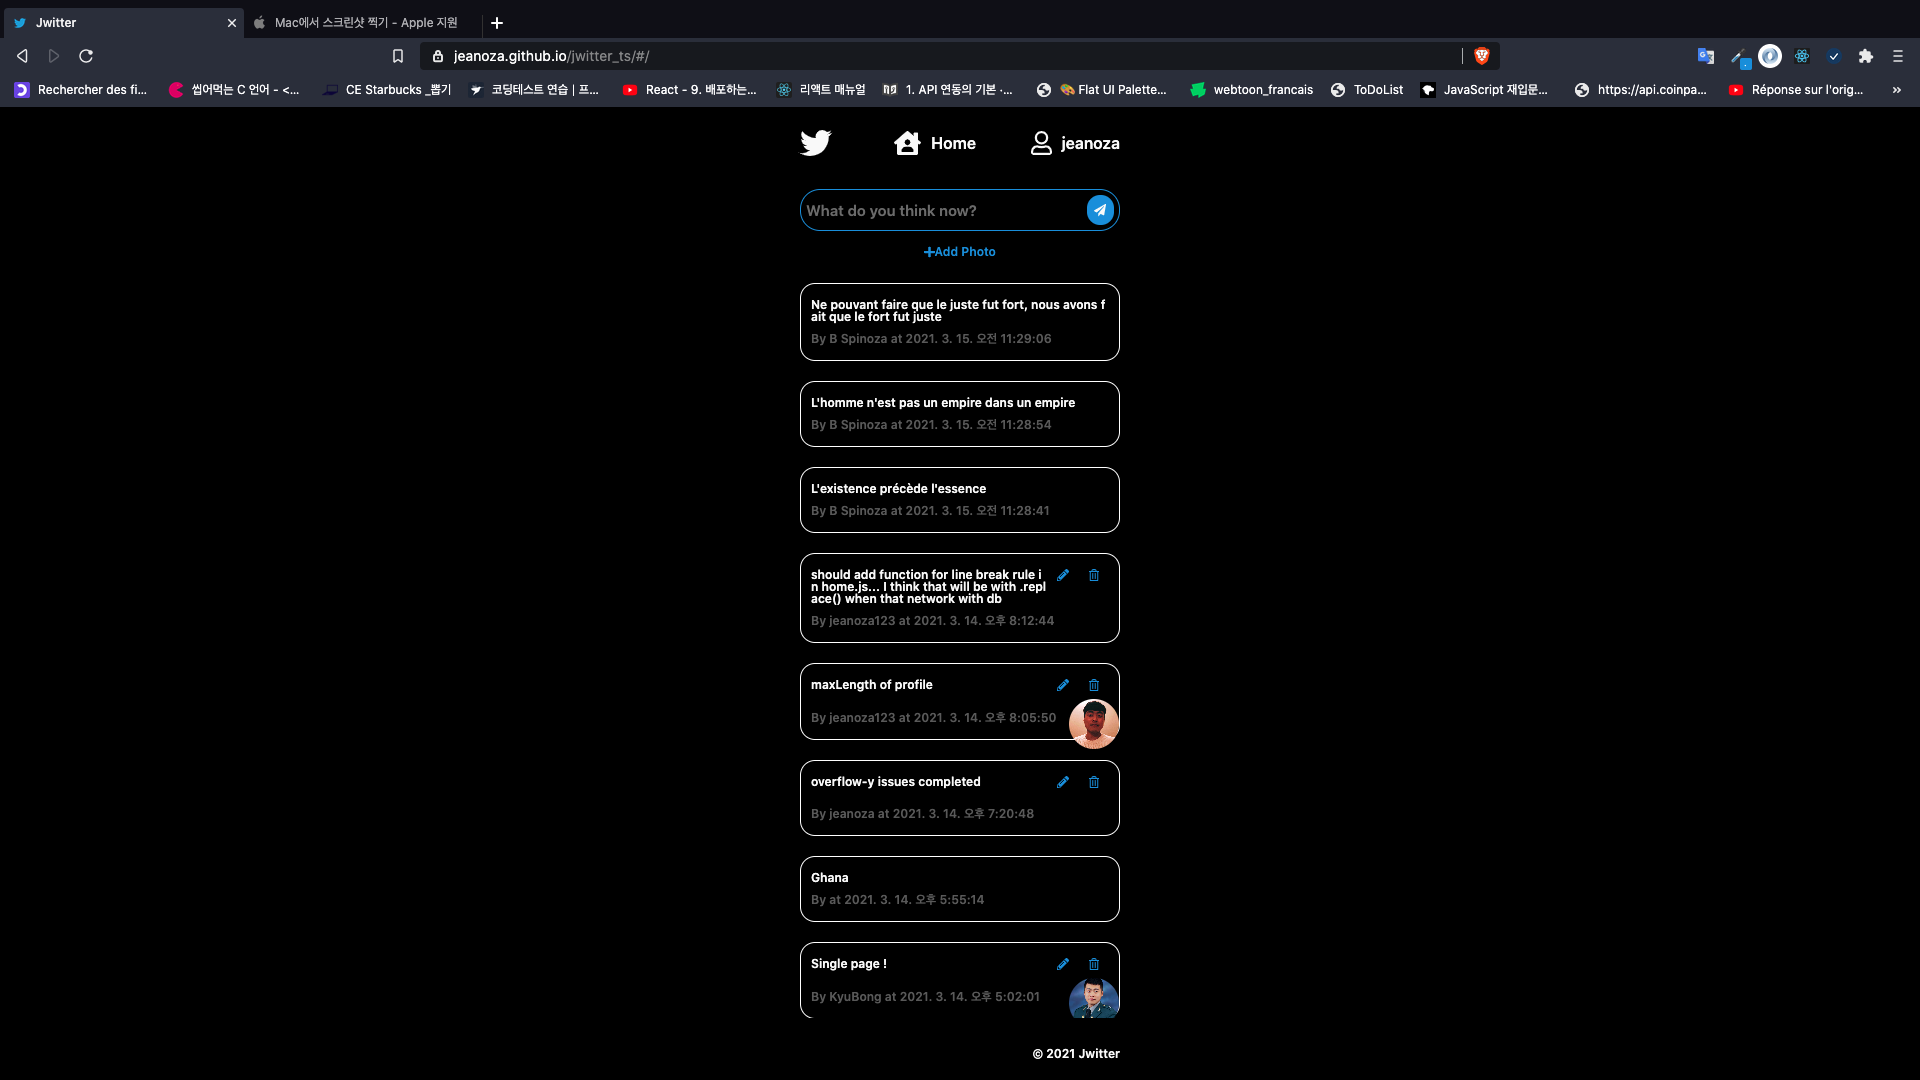 Jwitter
Mac에서 스크린샷 찍기 - Apple 지원
jeanoza.github.io/jwitter_ts/#/
Rechercher des fi...
씹어먹는 C 언어 - <...
CE Starbucks _뽑기
코딩테스트 연습 | 프...
React - 9. 배포하는...
리액트 매뉴얼
1. API 연동의 기본 ·...
🎨 Flat UI Palette...
webtoon_francais
ToDoList
JavaScript 재입문...
https://api.coinpa...
Réponse sur l'orig...
»
Home
jeanoza
What do you think now?
+Add Photo
Ne pouvant faire que le juste fut fort, nous avons f
ait que le fort fut juste
By B Spinoza at 2021. 3. 15. 오전 11:29:06
L'homme n'est pas un empire dans un empire
By B Spinoza at 2021. 3. 15. 오전 11:28:54
L'existence précède l'essence
By B Spinoza at 2021. 3. 15. 오전 11:28:41
should add function for line break rule i
n home.js... I think that will be with .repl
ace() when that network with db
By jeanoza123 at 2021. 3. 14. 오후 8:12:44
maxLength of profile
By jeanoza123 at 2021. 3. 14. 오후 8:05:50
overflow-y issues completed
By jeanoza at 2021. 3. 14. 오후 7:20:48
Ghana
By at 2021. 3. 14. 오후 5:55:14
Single page !
By KyuBong at 2021. 3. 14. 오후 5:02:01
© 2021 Jwitter